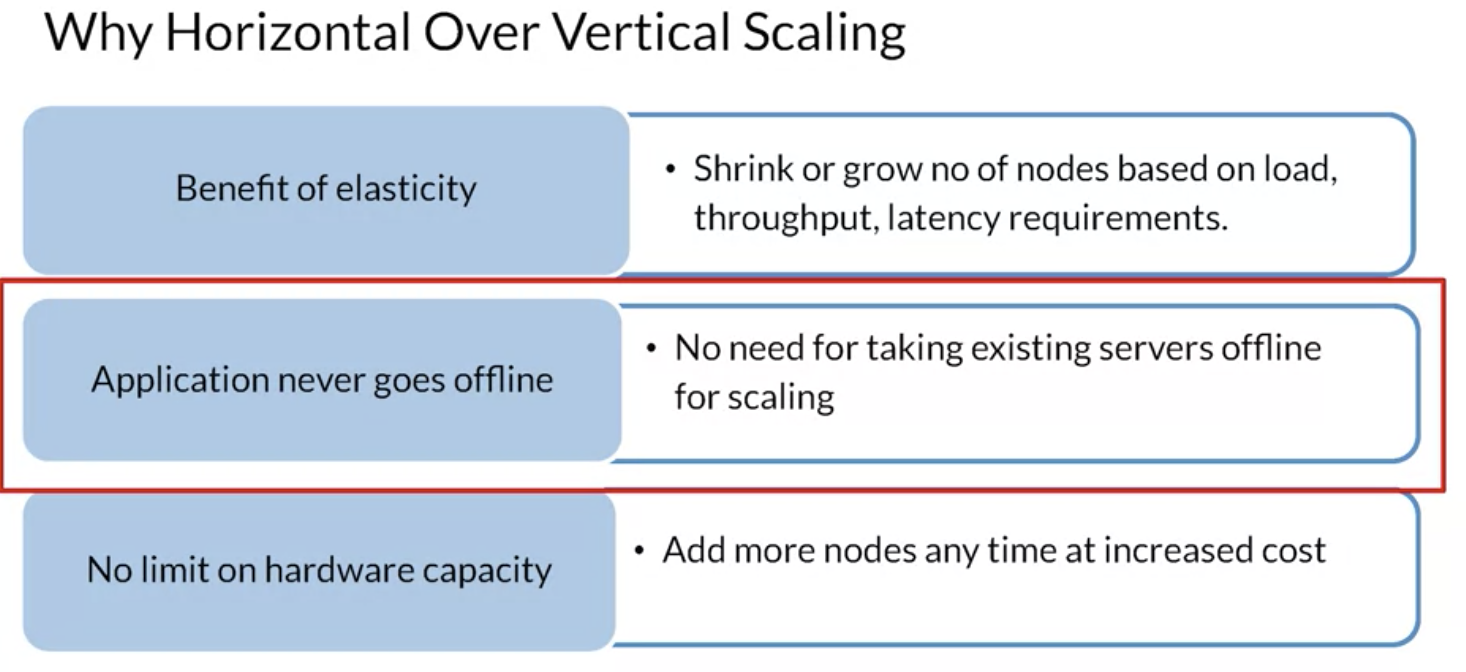 Why Horizontal Over Vertical Scaling
Benefit of elasticity
• Shrink or grow no of nodes based on load,
throughput, latency requirements.
Application never goes offline
• No need for taking existing servers offline
for scaling
No limit on hardware capacity
• Add more nodes any time at increased cost